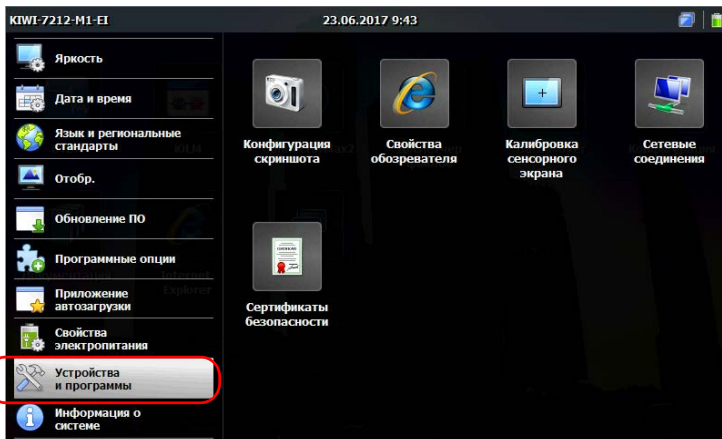 KIWI-7212-M1-EI
23.06.2017 9:43
Яркость
Дата и время
Язык и региональные
стандарты
Отобр.
Обновление ПО
Программные опции
Приложение
автозагрузки
Свойства
электропитания
Устройства
и программы
Информация о
системе
Конфигурация
скриншота
Свойства
обозревателя
Калибровка
сенсорного
экрана
Сетевые
соединения
Сертификаты
безопасности
Internet
Explorer